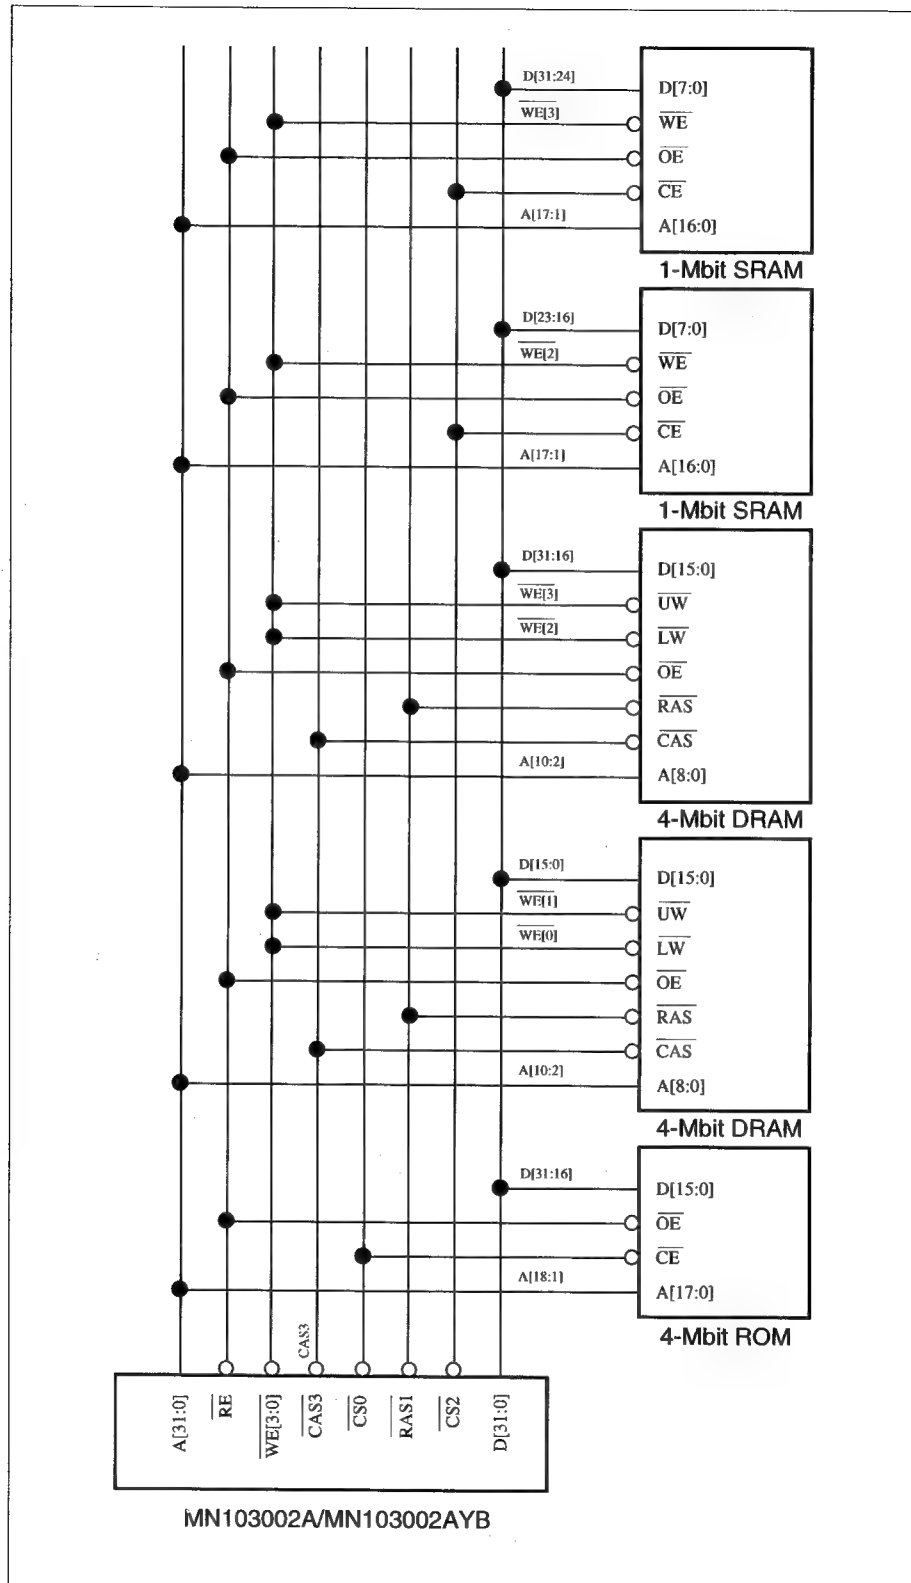 D[31:24] D[7:0]
WE[3] WE
OE
CE
A[17:1] A[16:0]
1-Mbit SRAM
D[23:16] D[7:0]
WE[2] WE
OE
CE
A[17:1] A[16:0]
1-Mbit SRAM
D[31:16] D[15:0]
WE[3] UW
WE[2] LW
OE
RAS
CAS
A[10:2] A[8:0]
4-Mbit DRAM
D[15:0] D[15:0]
WE[1] UW
WE[0] LW
OE
RAS
CAS
A[10:2] A[8:0]
4-Mbit DRAM
D[31:16] D[15:0]
OE
CE
A[18:1] A[17:0]
4-Mbit ROM
CAS3
A[31:0] RE WE[3:0] CAS3 CS0 RAS1 CS2 D[31:0]
MN103002A/MN103002AYB